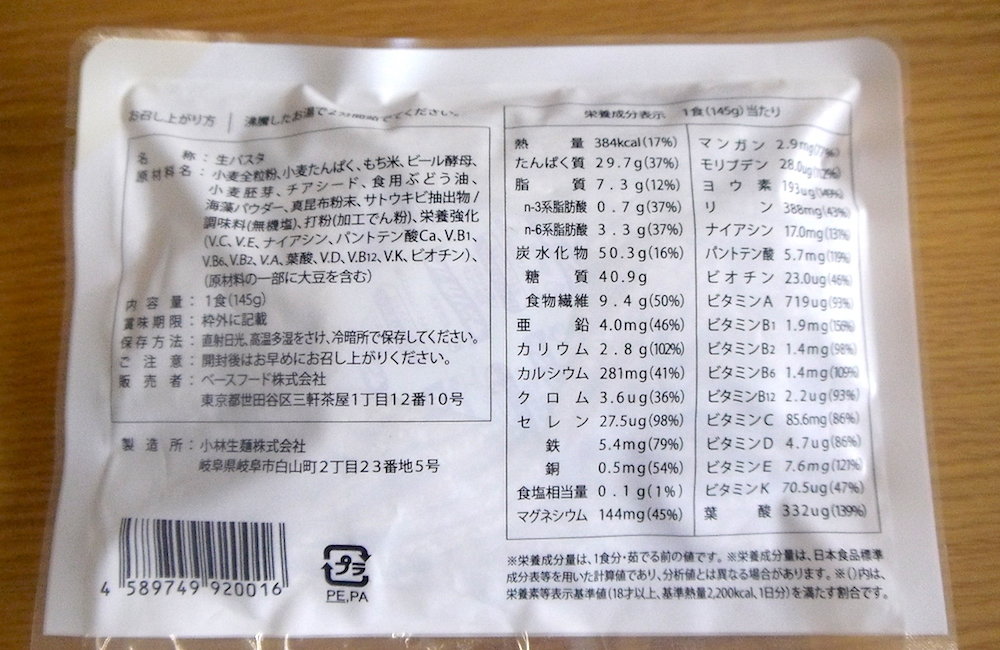 お召し上がり方 沸騰したお湯で2分間茹でてください。
名 称：生パスタ
原材料名：小麦全粒粉、小麦たんぱく、もち米、ビール酵母、
小麦胚芽、チアシード、食用ぶどう油、
海藻パウダー、真昆布粉末、サトウキビ抽出物/
調味料(無機塩)、打粉(加工でん粉)、栄養強化
(V.C、V.E、ナイアシン、パントテン酸Ca、V.B1、
V.B6、V.B2、V.A、葉酸、V.D、V.B12、V.K、ビオチン)、
(原材料の一部に大豆を含む)
内 容 量：1食(145g)
賞味期限：枠外に記載
保存方法：直射日光、高温多湿をさけ、冷暗所で保存してください。
ご 注 意：開封後はお早めにお召し上がりください。
販 売 者：ベースフード株式会社
東京都世田谷区三軒茶屋1丁目12番10号
製 造 所：小林生麺株式会社
岐阜県岐阜市白山町2丁目23番地5号
4 589749 920016
プラ
PE,PA
栄養成分表示 1食(145g)当たり
熱 量 384kcal(17%)
たんぱく質 29.7g(37%)
脂 質 7.3g(12%)
n-3系脂肪酸 0.7g(37%)
n-6系脂肪酸 3.3g(37%)
炭水化物 50.3g(16%)
糖 質 40.9g
食物繊維 9.4g(50%)
亜 鉛 4.0mg(46%)
カリウム 2.8g(102%)
カルシウム 281mg(41%)
クロム 3.6ug(36%)
セレン 27.5ug(98%)
鉄 5.4mg(79%)
銅 0.5mg(54%)
食塩相当量 0.1g(1%)
マグネシウム 144mg(45%)
マンガン 2.9mg
モリブデン 28.0ug
ヨウ素 193ug
リン 388mg(43%)
ナイアシン 17.0mg(131%)
パントテン酸 5.7mg(119%)
ビオチン 23.0ug(46%)
ビタミンA 719ug(93%)
ビタミンB1 1.9mg(156%)
ビタミンB2 1.4mg(98%)
ビタミンB6 1.4mg(109%)
ビタミンB12 2.2ug(93%)
ビタミンC 85.6mg(86%)
ビタミンD 4.7ug(86%)
ビタミンE 7.6mg(121%)
ビタミンK 70.5ug(47%)
葉 酸 332ug(139%)
※栄養成分量は、1食分・茹でる前の値です。※栄養成分量は、日本食品標準
成分表等を用いた計算値であり、分析値とは異なる場合があります。※()内は、
栄養素等表示基準値(18才以上、基準熱量2,200kcal、1日分)を満たす割合です。